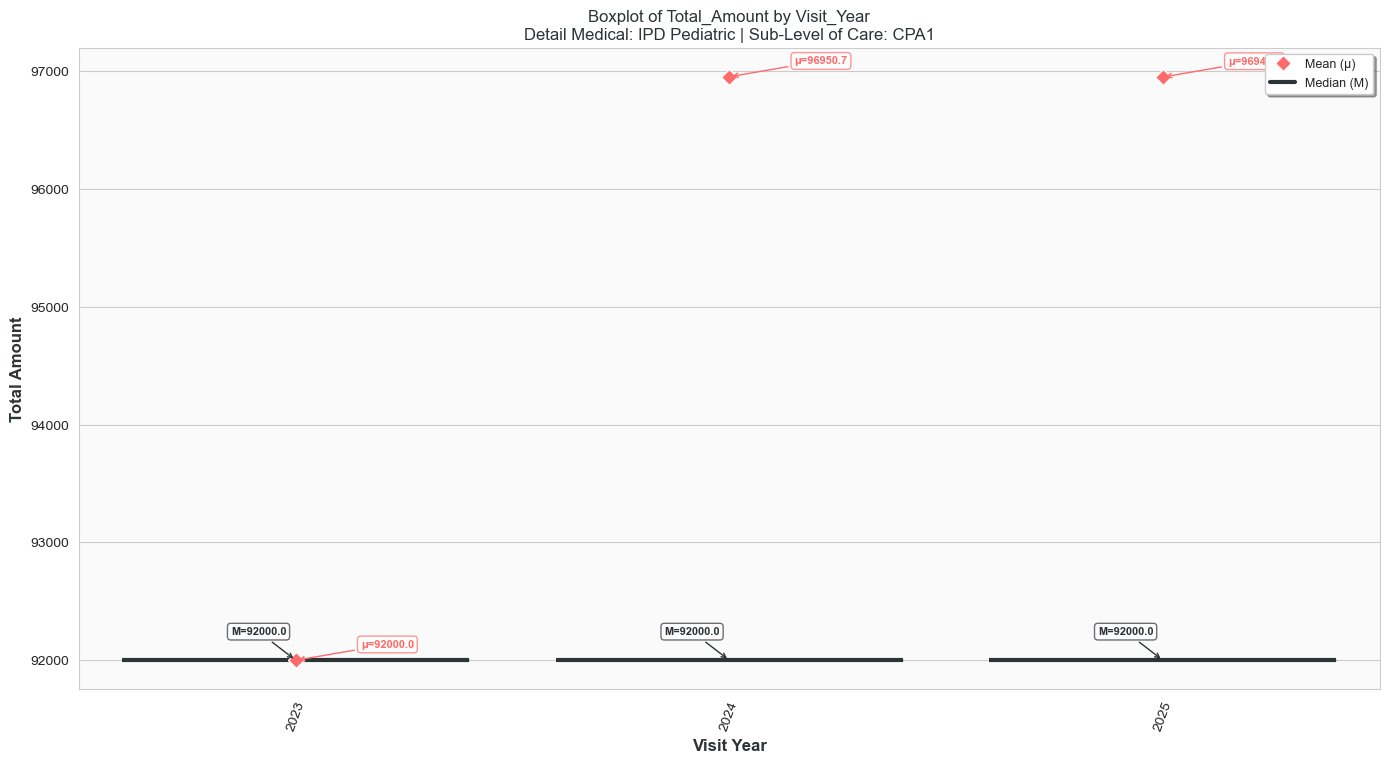 Boxplot of Total_Amount by Visit_Year
Detail Medical: IPD Pediatric | Sub-Level of Care: CPA1
97000
96000
95000
94000
93000
92000
Total Amount
μ=96950.7
Mean (μ)
Median (M)
M=92000.0
μ=92000.0
M=92000.0
M=92000.0
2023
2024
2025
Visit Year